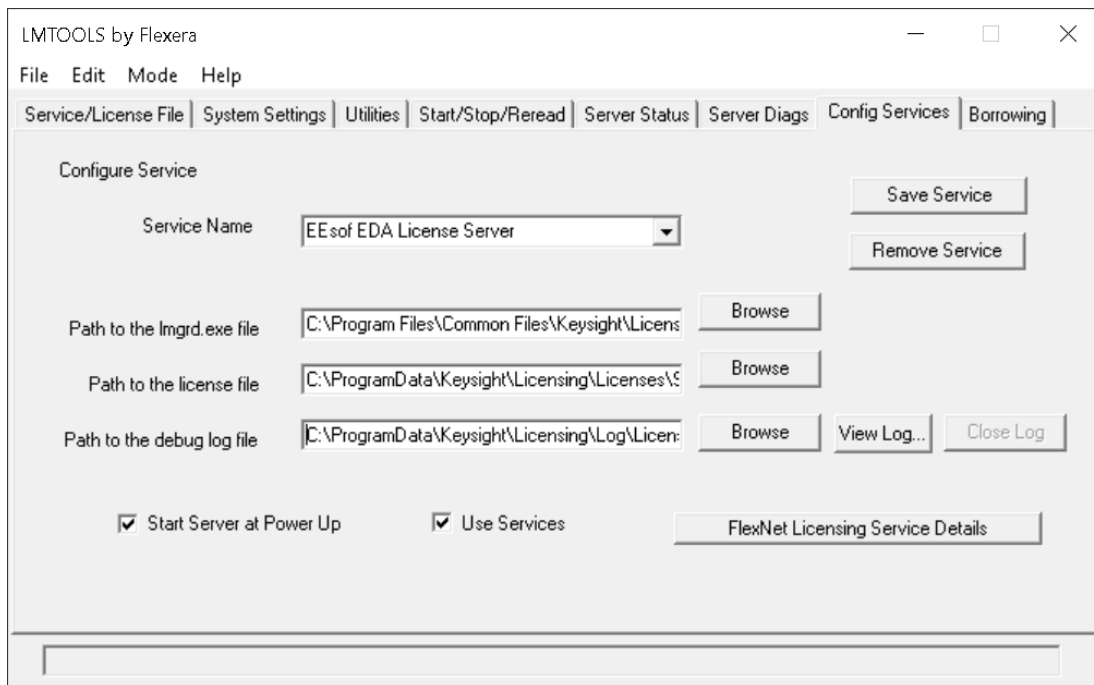 LMTOOLS by Flexera
File Edit Mode Help
Service/License File System Settings Utilities Start/Stop/Reread Server Status Server Diags Config Services Borrowing
Configure Service
Save Service
Service Name EEsof EDA License Server
Remove Service
Path to the lmgrd.exe file C:\Program Files\Common Files\Keysight\Licens Browse
Path to the license file C:\ProgramData\Keysight\Licensing\Licenses\S Browse
Path to the debug log file C:\ProgramData\Keysight\Licensing\Log\Licen Browse View Log... Close Log
Start Server at Power Up Use Services FlexNet Licensing Service Details